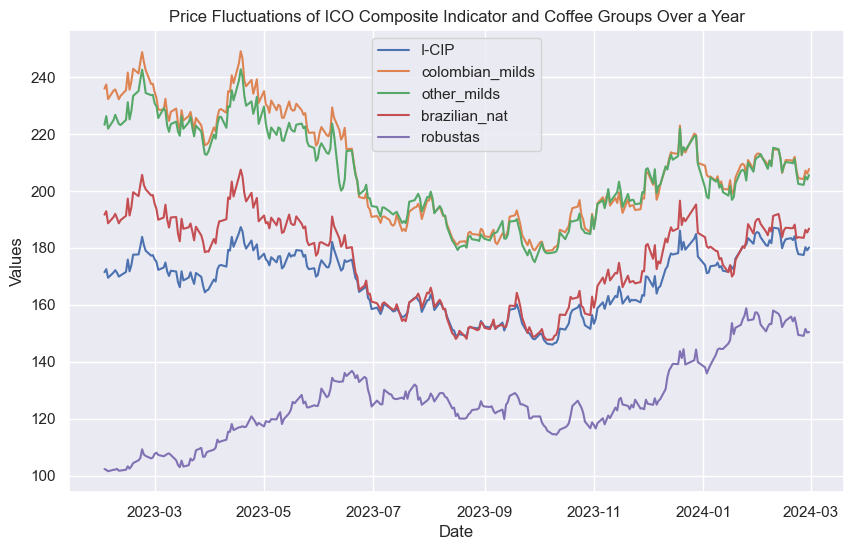 Price Fluctuations of ICO Composite Indicator and Coffee Groups Over a Year
I-CIP
colombian_milds
other_milds
brazilian_nat
robustas
240
220
200
180
160
140
120
100
Values
2023-03
2023-05
2023-07
2023-09
2023-11
2024-01
2024-03
Date